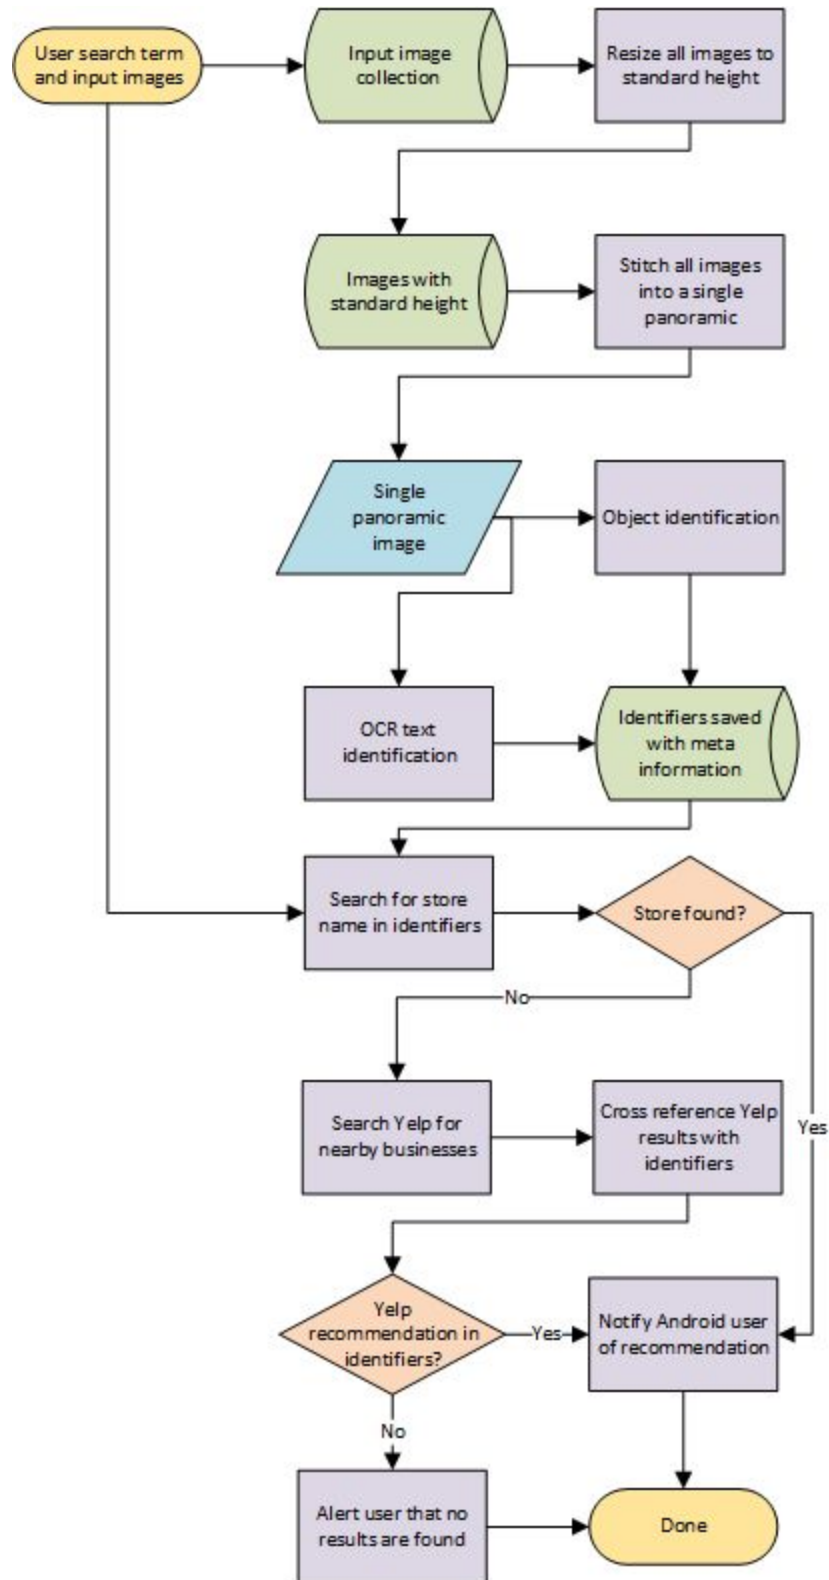 User search term
and input images
Input image
collection
Resize all images to
standard height
Images with
standard height
Stitch all images
into a single
panoramic
Single
panoramic
image
Object identification
OCR text
identification
Identifiers saved
with meta
information
Search for store
name in identifiers
Store found?
No
Yes
Search Yelp for
nearby businesses
Cross reference Yelp
results with
identifiers
Yelp
recommendation in
identifiers?
Yes
Notify Android user
of recommendation
No
Alert user that no
results are found
Done